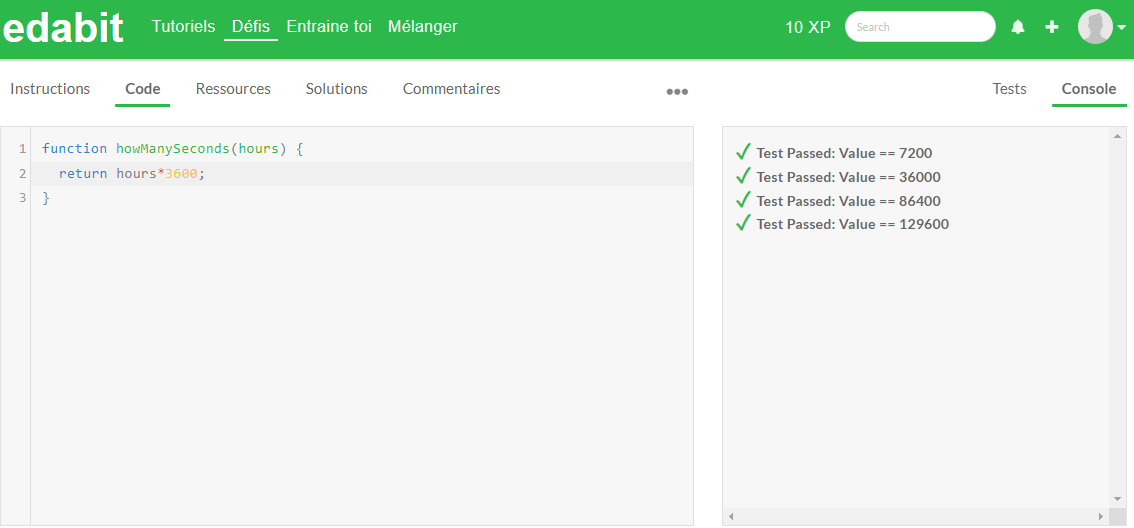 edabit Tutoriels Défis Entraine toi Mélanger 10 XP Search
Instructions Code Ressources Solutions Commentaires ••• Tests Console
1 function howManySeconds(hours) {
2 return hours*3600;
3 }
✓ Test Passed: Value == 7200
✓ Test Passed: Value == 36000
✓ Test Passed: Value == 86400
✓ Test Passed: Value == 129600